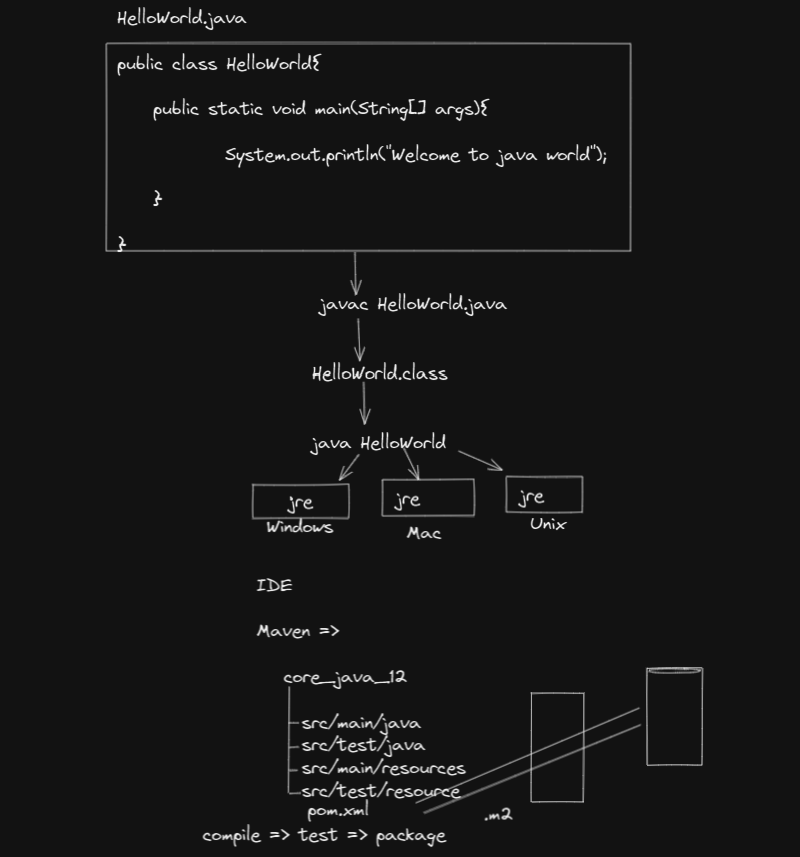 HelloWorld.java
public class HelloWorld{
public static void main(String[] args){
System.out.println("Welcome to java world");
}
}
javac HelloWorld.java
HelloWorld.class
java HelloWorld
jre
jre
jre
Windows
Mac
Unix
IDE
Maven =>
core_java_12
src/main/java
src/test/java
src/main/resources
src/test/resource
pom.xml
.m2
compile => test => package